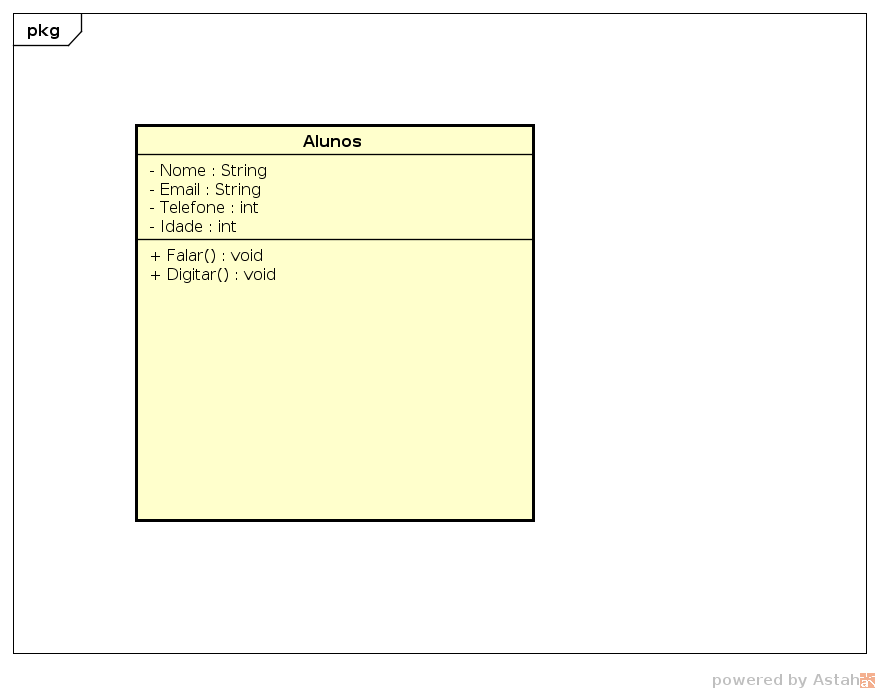 pkg
Alunos
- Nome : String
- Email : String
- Telefone : int
- Idade : int
+ Falar() : void
+ Digitar() : void
powered by Astah